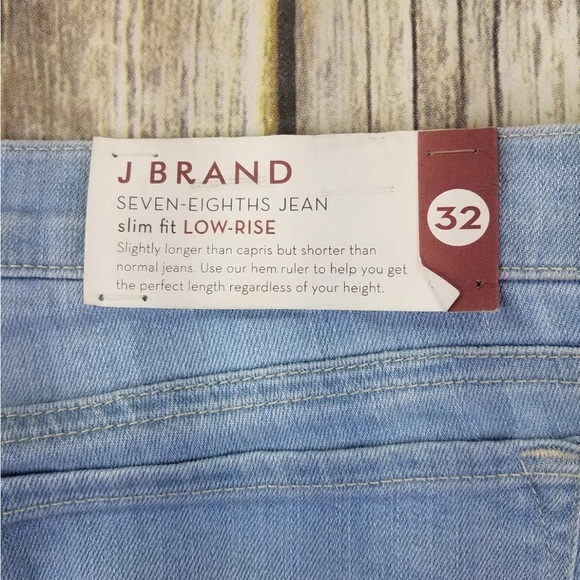 J BRAND
SEVEN-EIGHTHS JEAN
slim fit LOW-RISE
Slightly longer than capris but shorter than
normal jeans. Use our hem ruler to help you get
the perfect length regardless of your height.
32